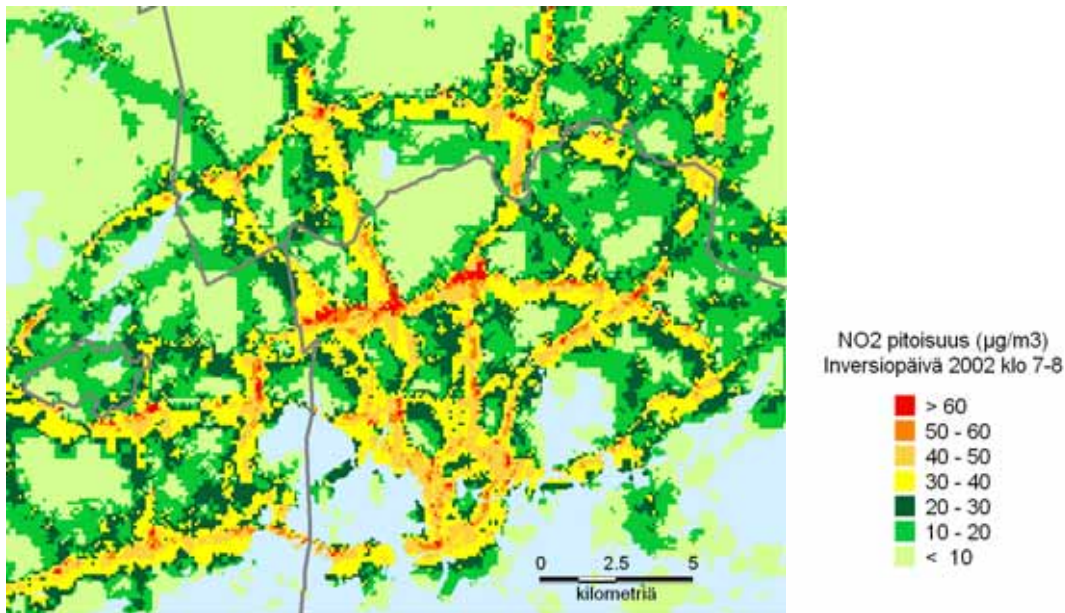 NO2 pitoisuus (µg/m3)
Inversiopäivä 2002 klo 7-8
> 60
50 - 60
40 - 50
30 - 40
20 - 30
10 - 20
< 10
0 2.5 5
kilometriä